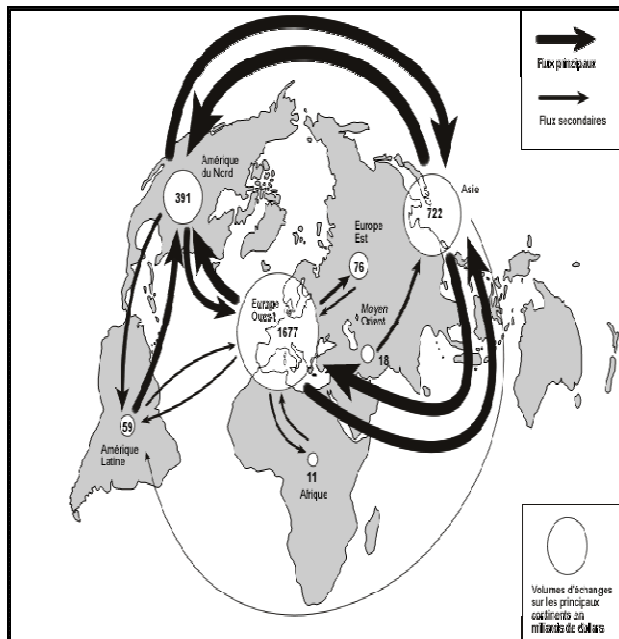 Flux principaux
Flux secondaires
Amérique
du Nord
391
Asie
722
Europe
Est
76
Europe
Ouest
1677
Moyen
Orient
18
59
Amérique
Latine
11
Afrique
Volumes d'échanges
sur les principaux
continents en
milliards de dollars